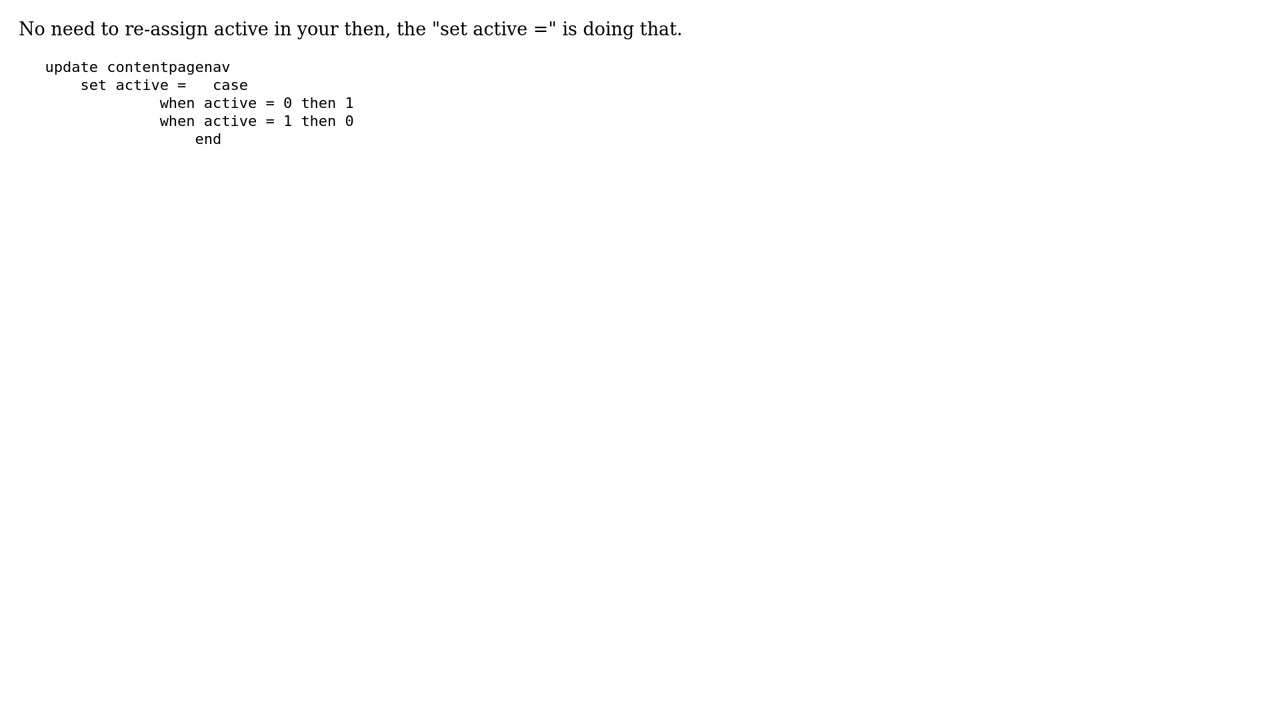 No need to re-assign active in your then, the "set active =" is doing that.
update contentpagenav
    set active =   case
             when active = 0 then 1
             when active = 1 then 0
                 end